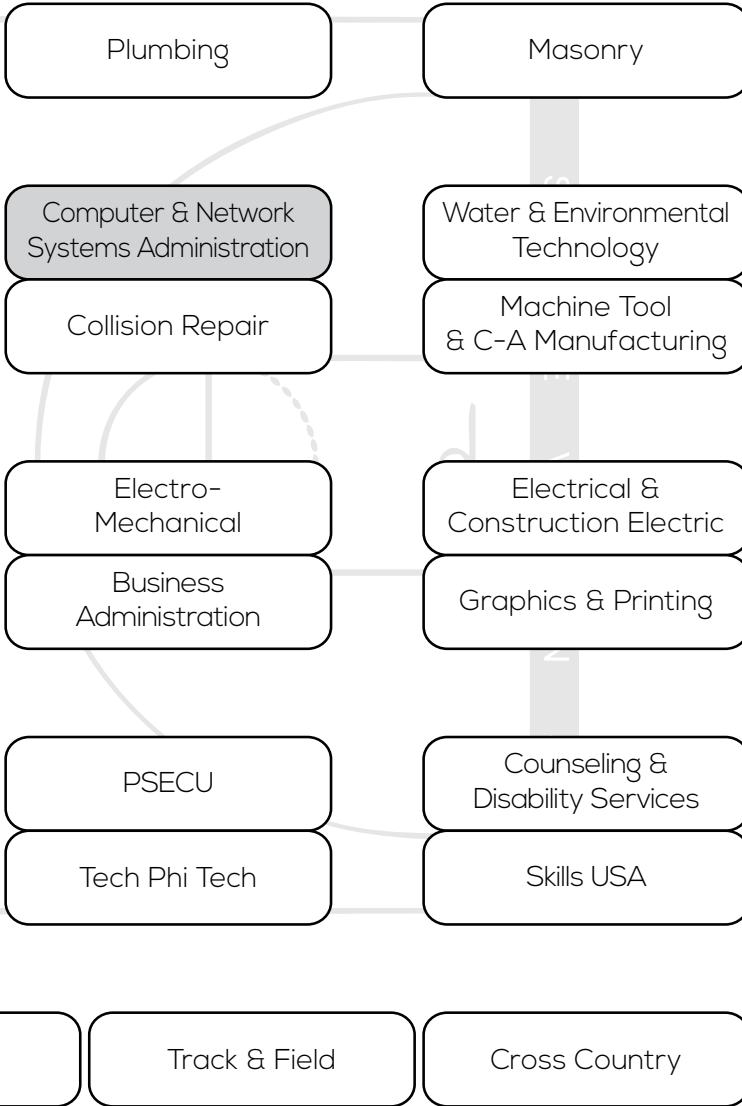 Plumbing
Masonry
Computer & Network
Systems Administration
Water & Environmental
Technology
Collision Repair
Machine Tool
& C-A Manufacturing
Electro-
Mechanical
Electrical &
Construction Electric
Business
Administration
Graphics & Printing
PSECU
Counseling &
Disability Services
Tech Phi Tech
Skills USA
Track & Field
Cross Country